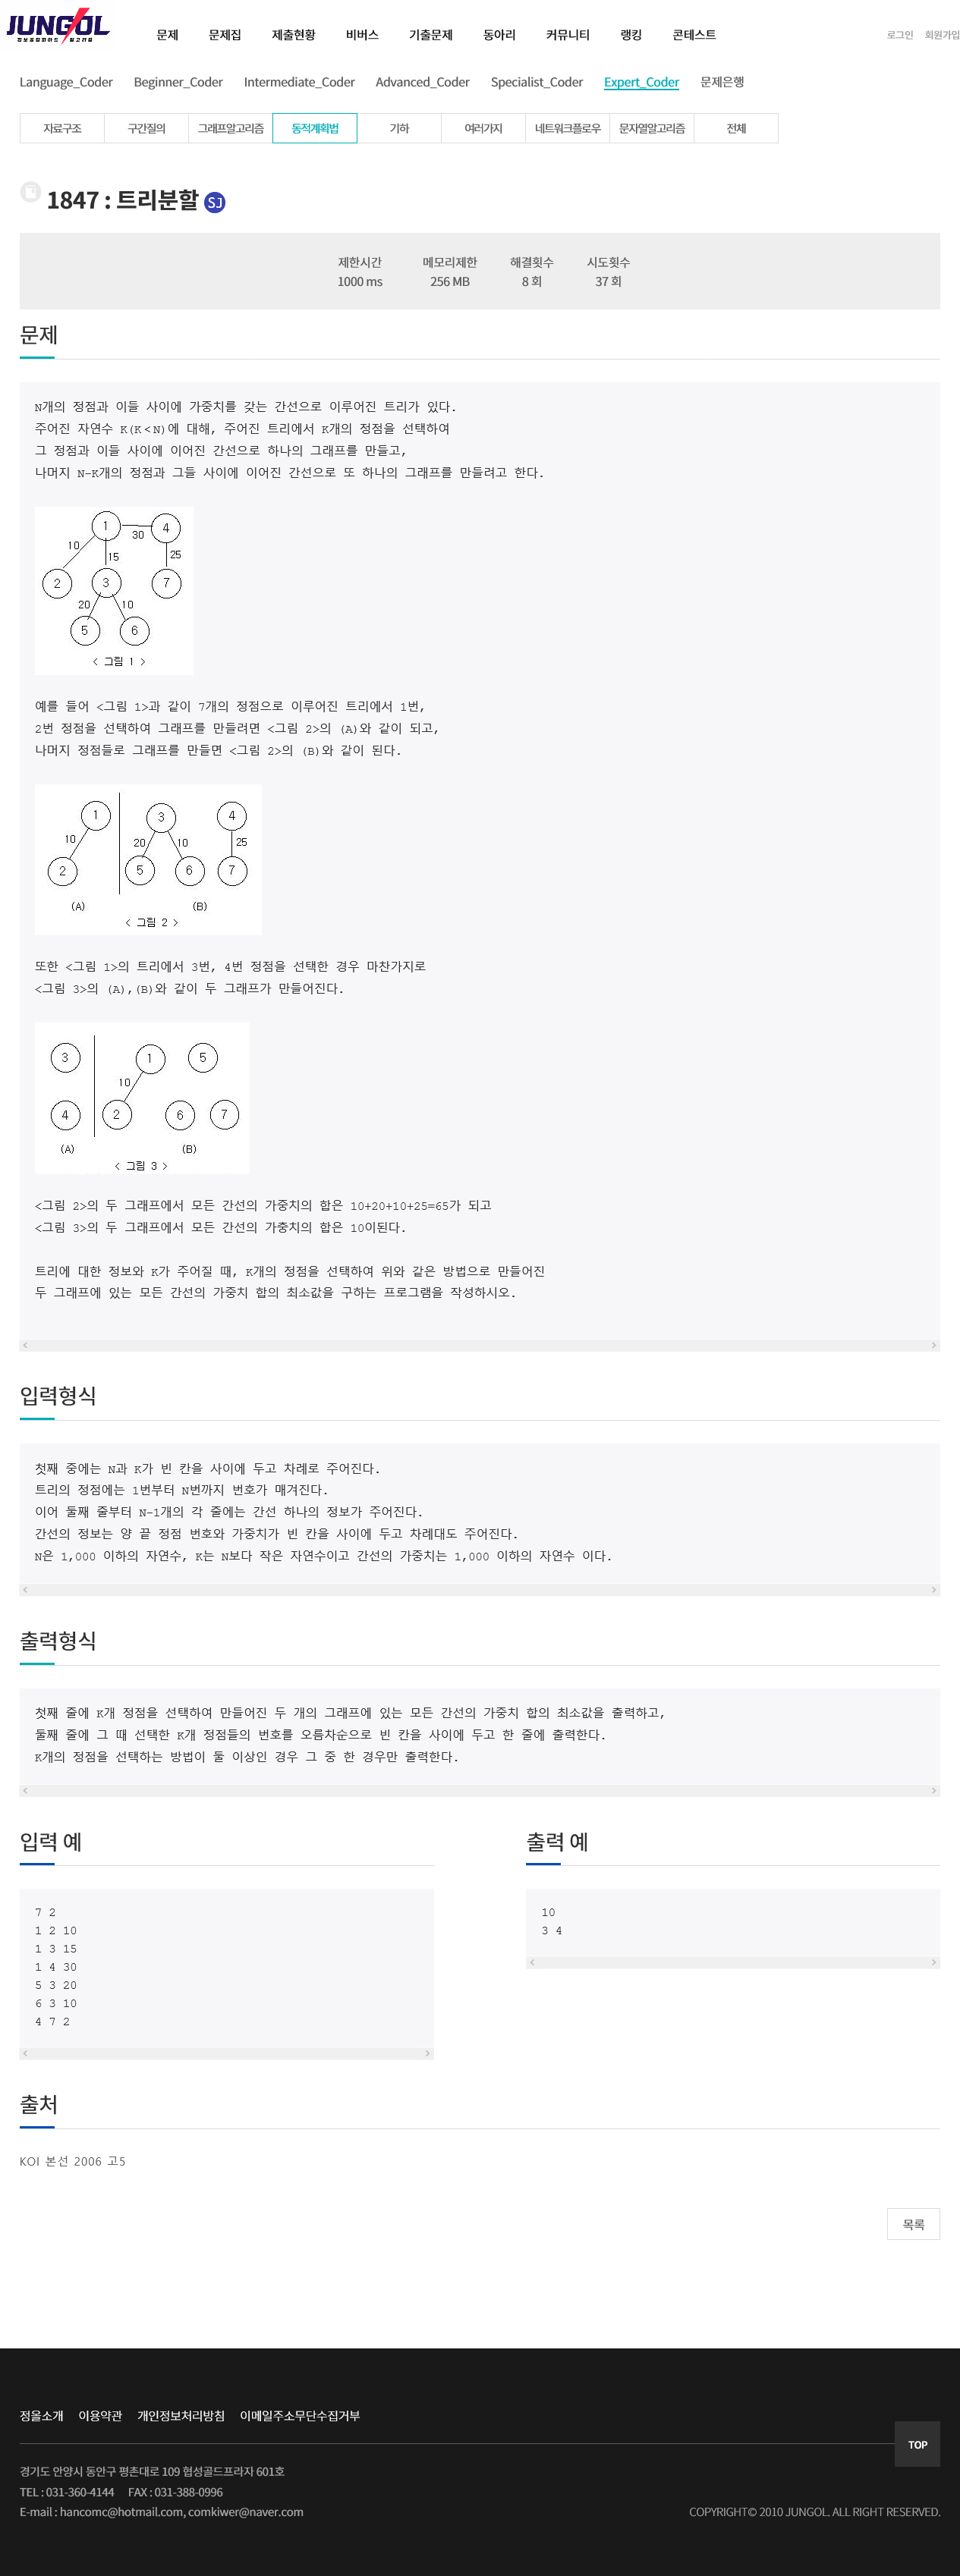 JUNGOL
정보올림피아드 알고리즘
문제 문제집 제출현황 비버스 기출문제 동아리 커뮤니티 랭킹 콘테스트 로그인 회원가입
Language_Coder Beginner_Coder Intermediate_Coder Advanced_Coder Specialist_Coder Expert_Coder 문제은행
자료구조 구간질의 그래프알고리즘 동적계획법 기하 여러가지 네트워크플로우 문자열알고리즘 전체
1847 : 트리분할 SJ
제한시간 메모리제한 해결횟수 시도횟수
1000 ms 256 MB 8 회 37 회
문제
N개의 정점과 이들 사이에 가중치를 갖는 간선으로 이루어진 트리가 있다.
주어진 자연수 K(K<N)에 대해, 주어진 트리에서 K개의 정점을 선택하여
그 정점과 이들 사이에 이어진 간선으로 하나의 그래프를 만들고,
나머지 N-K개의 정점과 그들 사이에 이어진 간선으로 또 하나의 그래프를 만들려고 한다.
1 30 4
10 15 25
2 3 7
20 10
5 6
< 그림 1 >
예를 들어 <그림 1>과 같이 7개의 정점으로 이루어진 트리에서 1번,
2번 정점을 선택하여 그래프를 만들려면 <그림 2>의 (A)와 같이 되고,
나머지 정점들로 그래프를 만들면 <그림 2>의 (B)와 같이 된다.
1 3 4
10 20 10 25
2 5 6 7
(A) (B)
< 그림 2 >
또한 <그림 1>의 트리에서 3번, 4번 정점을 선택한 경우 마찬가지로
<그림 3>의 (A),(B)와 같이 두 그래프가 만들어진다.
3 1 5
10
4 2 6 7
(A) (B)
< 그림 3 >
<그림 2>의 두 그래프에서 모든 간선의 가중치의 합은 10+20+10+25=65가 되고
<그림 3>의 두 그래프에서 모든 간선의 가중치의 합은 10이된다.
트리에 대한 정보와 K가 주어질 때, K개의 정점을 선택하여 위와 같은 방법으로 만들어진
두 그래프에 있는 모든 간선의 가중치 합의 최소값을 구하는 프로그램을 작성하시오.
입력형식
첫째 줄에는 N과 K가 빈 칸을 사이에 두고 차례로 주어진다.
트리의 정점에는 1번부터 N번까지 번호가 매겨진다.
이어 둘째 줄부터 N-1개의 각 줄에는 간선 하나의 정보가 주어진다.
간선의 정보는 양 끝 정점 번호와 가중치가 빈 칸을 사이에 두고 차례대도 주어진다.
N은 1,000 이하의 자연수, K는 N보다 작은 자연수이고 간선의 가중치는 1,000 이하의 자연수 이다.
출력형식
첫째 줄에 K개 정점을 선택하여 만들어진 두 개의 그래프에 있는 모든 간선의 가중치 합의 최소값을 출력하고,
둘째 줄에 그 때 선택한 K개 정점들의 번호를 오름차순으로 빈 칸을 사이에 두고 한 줄에 출력한다.
K개의 정점을 선택하는 방법이 둘 이상인 경우 그 중 한 경우만 출력한다.
입력 예
7 2
1 2 10
1 3 15
1 4 30
5 3 20
6 3 10
4 7 2
출력 예
10
3 4
출처
KOI 본선 2006 고5
목록
정올소개 이용약관 개인정보처리방침 이메일주소무단수집거부
TOP
경기도 안양시 동안구 평촌대로 109 협성골드프라자 601호
TEL : 031-360-4144 FAX : 031-388-0996
E-mail : hancomc@hotmail.com, comkiwer@naver.com
COPYRIGHT© 2010 JUNGOL. ALL RIGHT RESERVED.